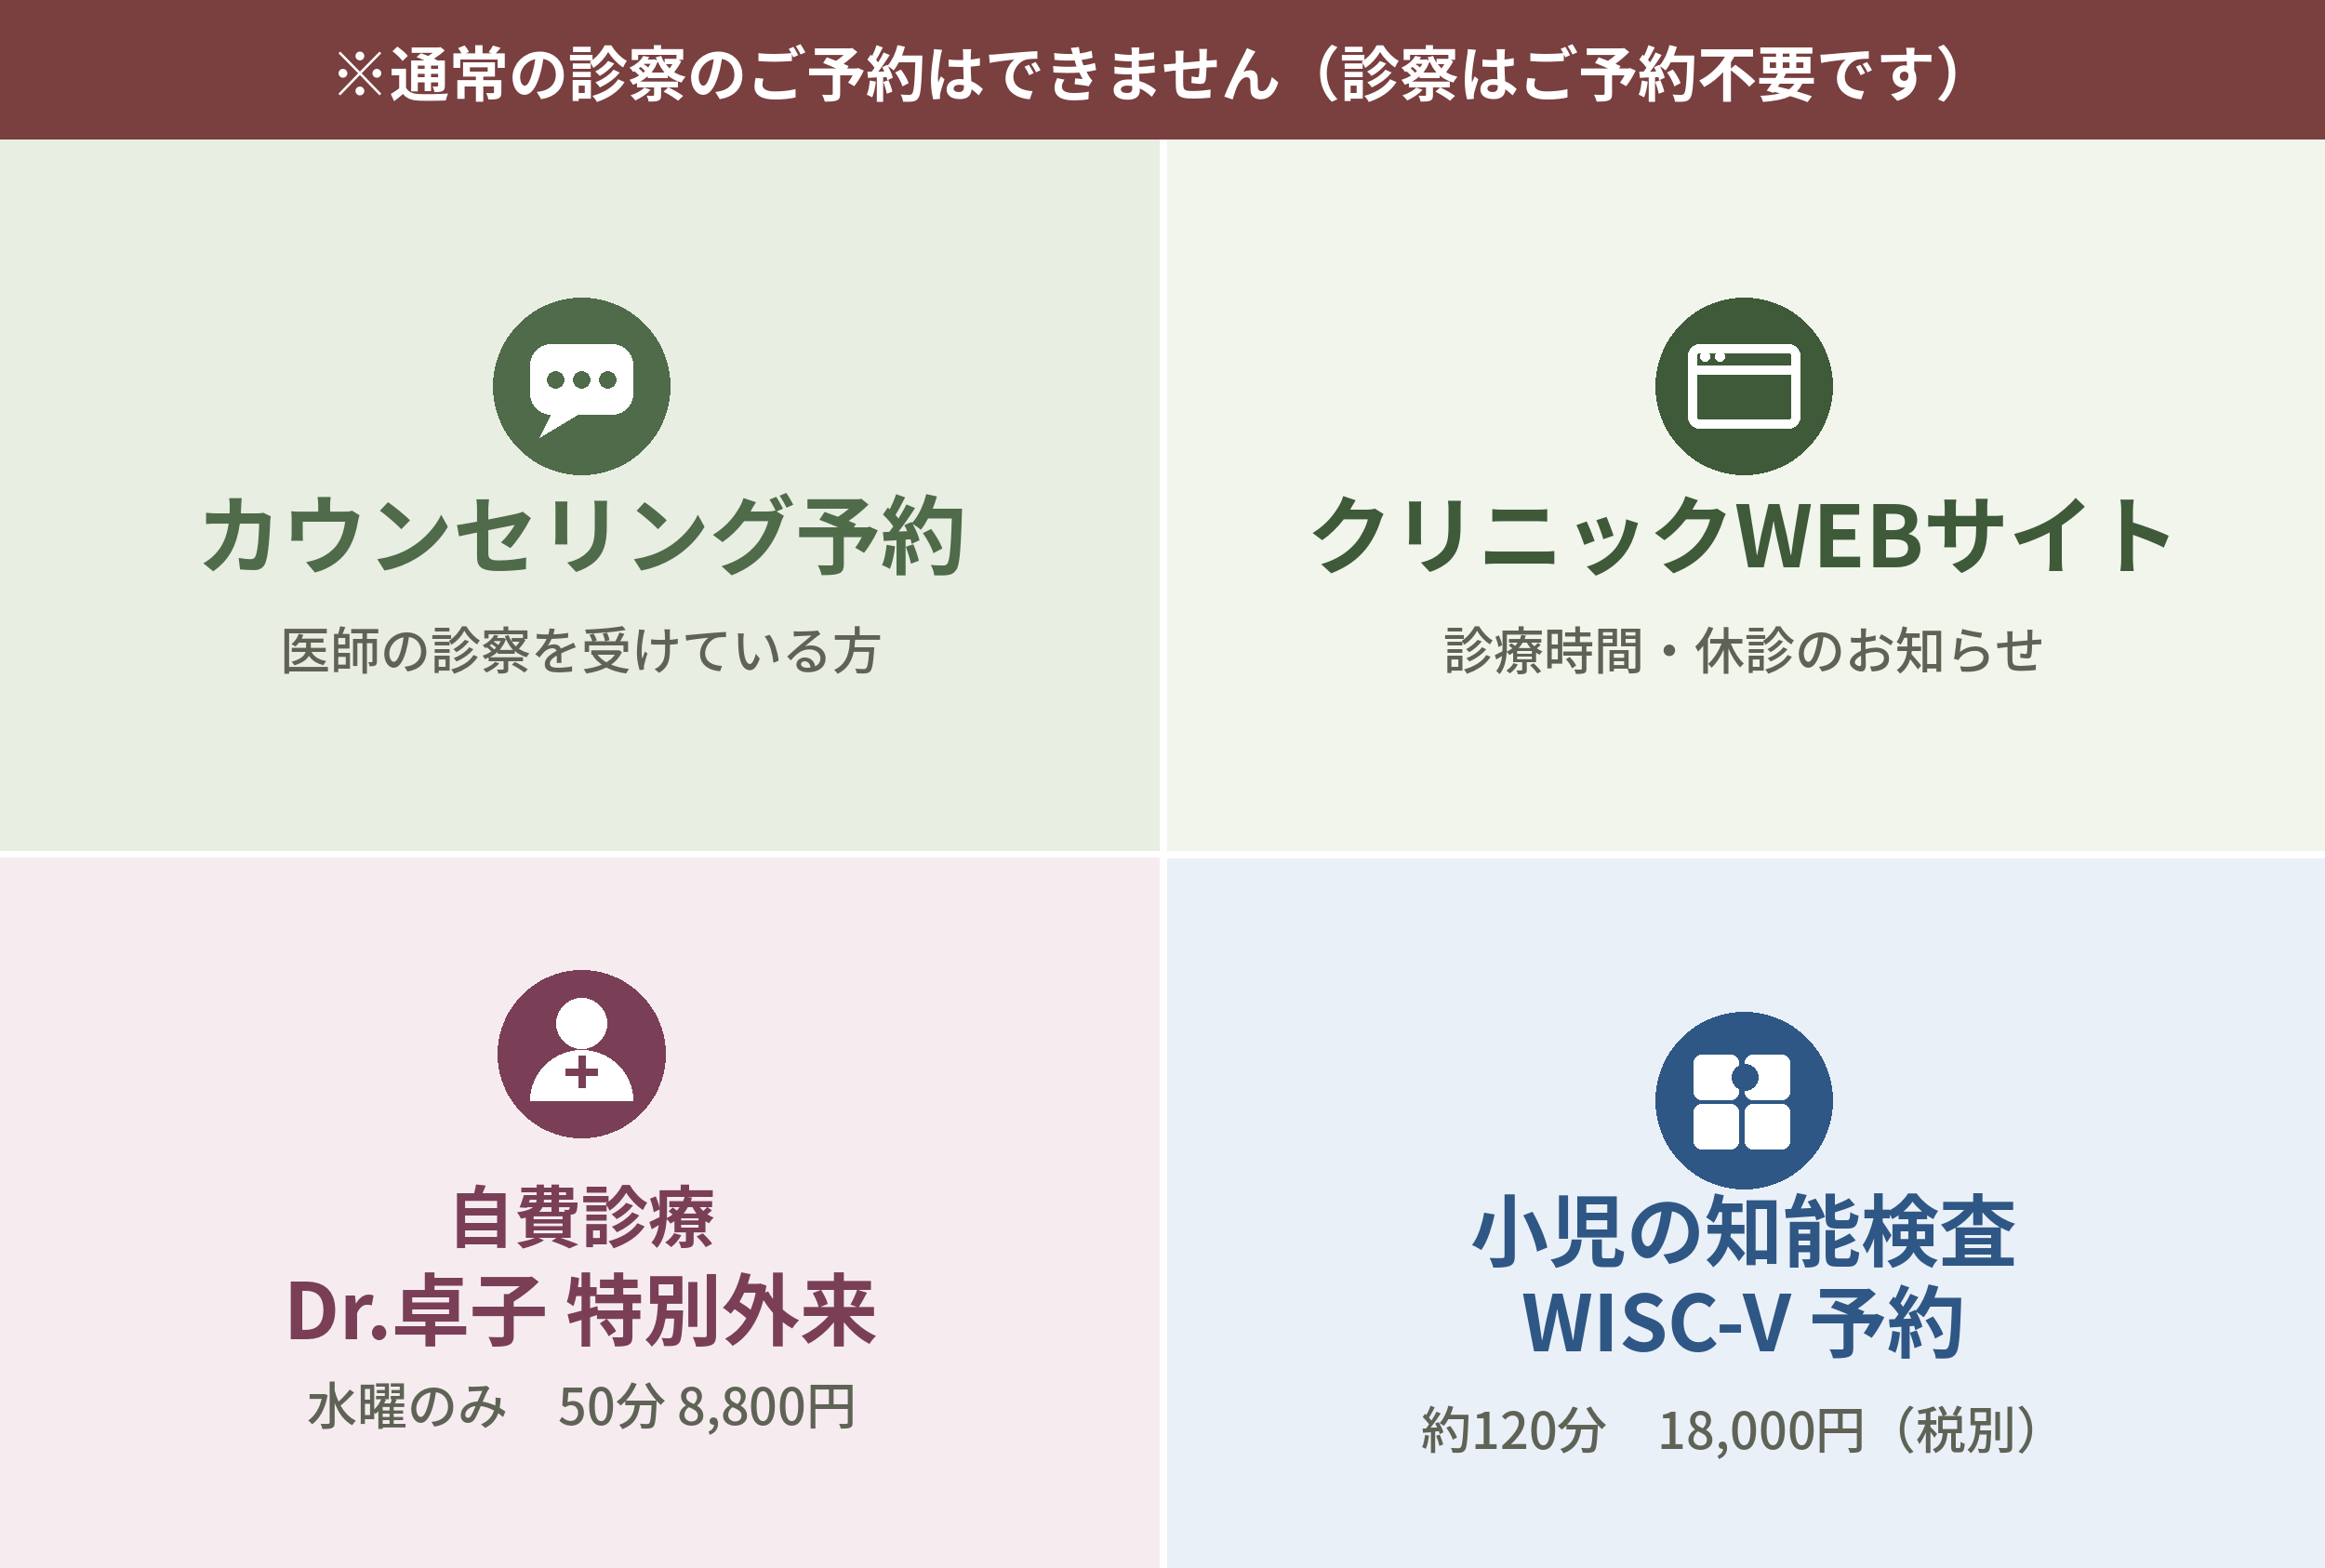 ※通常の診察のご予約はできません（診察はご予約不要です）
カウンセリング予約
医師の診察を受けている方
クリニックWEBサイト
診療時間・休診のお知らせ
自費診療
Dr.卓子 特別外来
水曜のみ　50分 8,800円
小児の知能検査
WISC-V 予約
約120分　18,000円（税別）